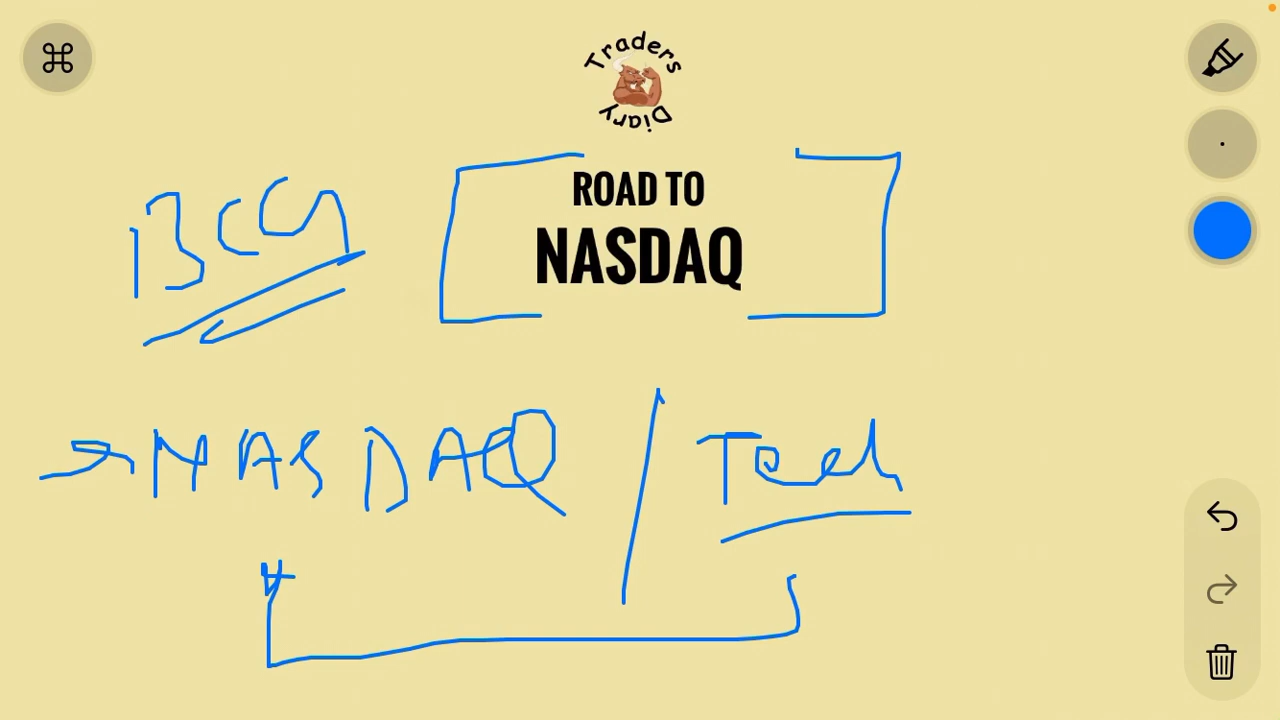 Traders
Diary
ROAD TO
NASDAQ
BCG
NASDAQ / Tech